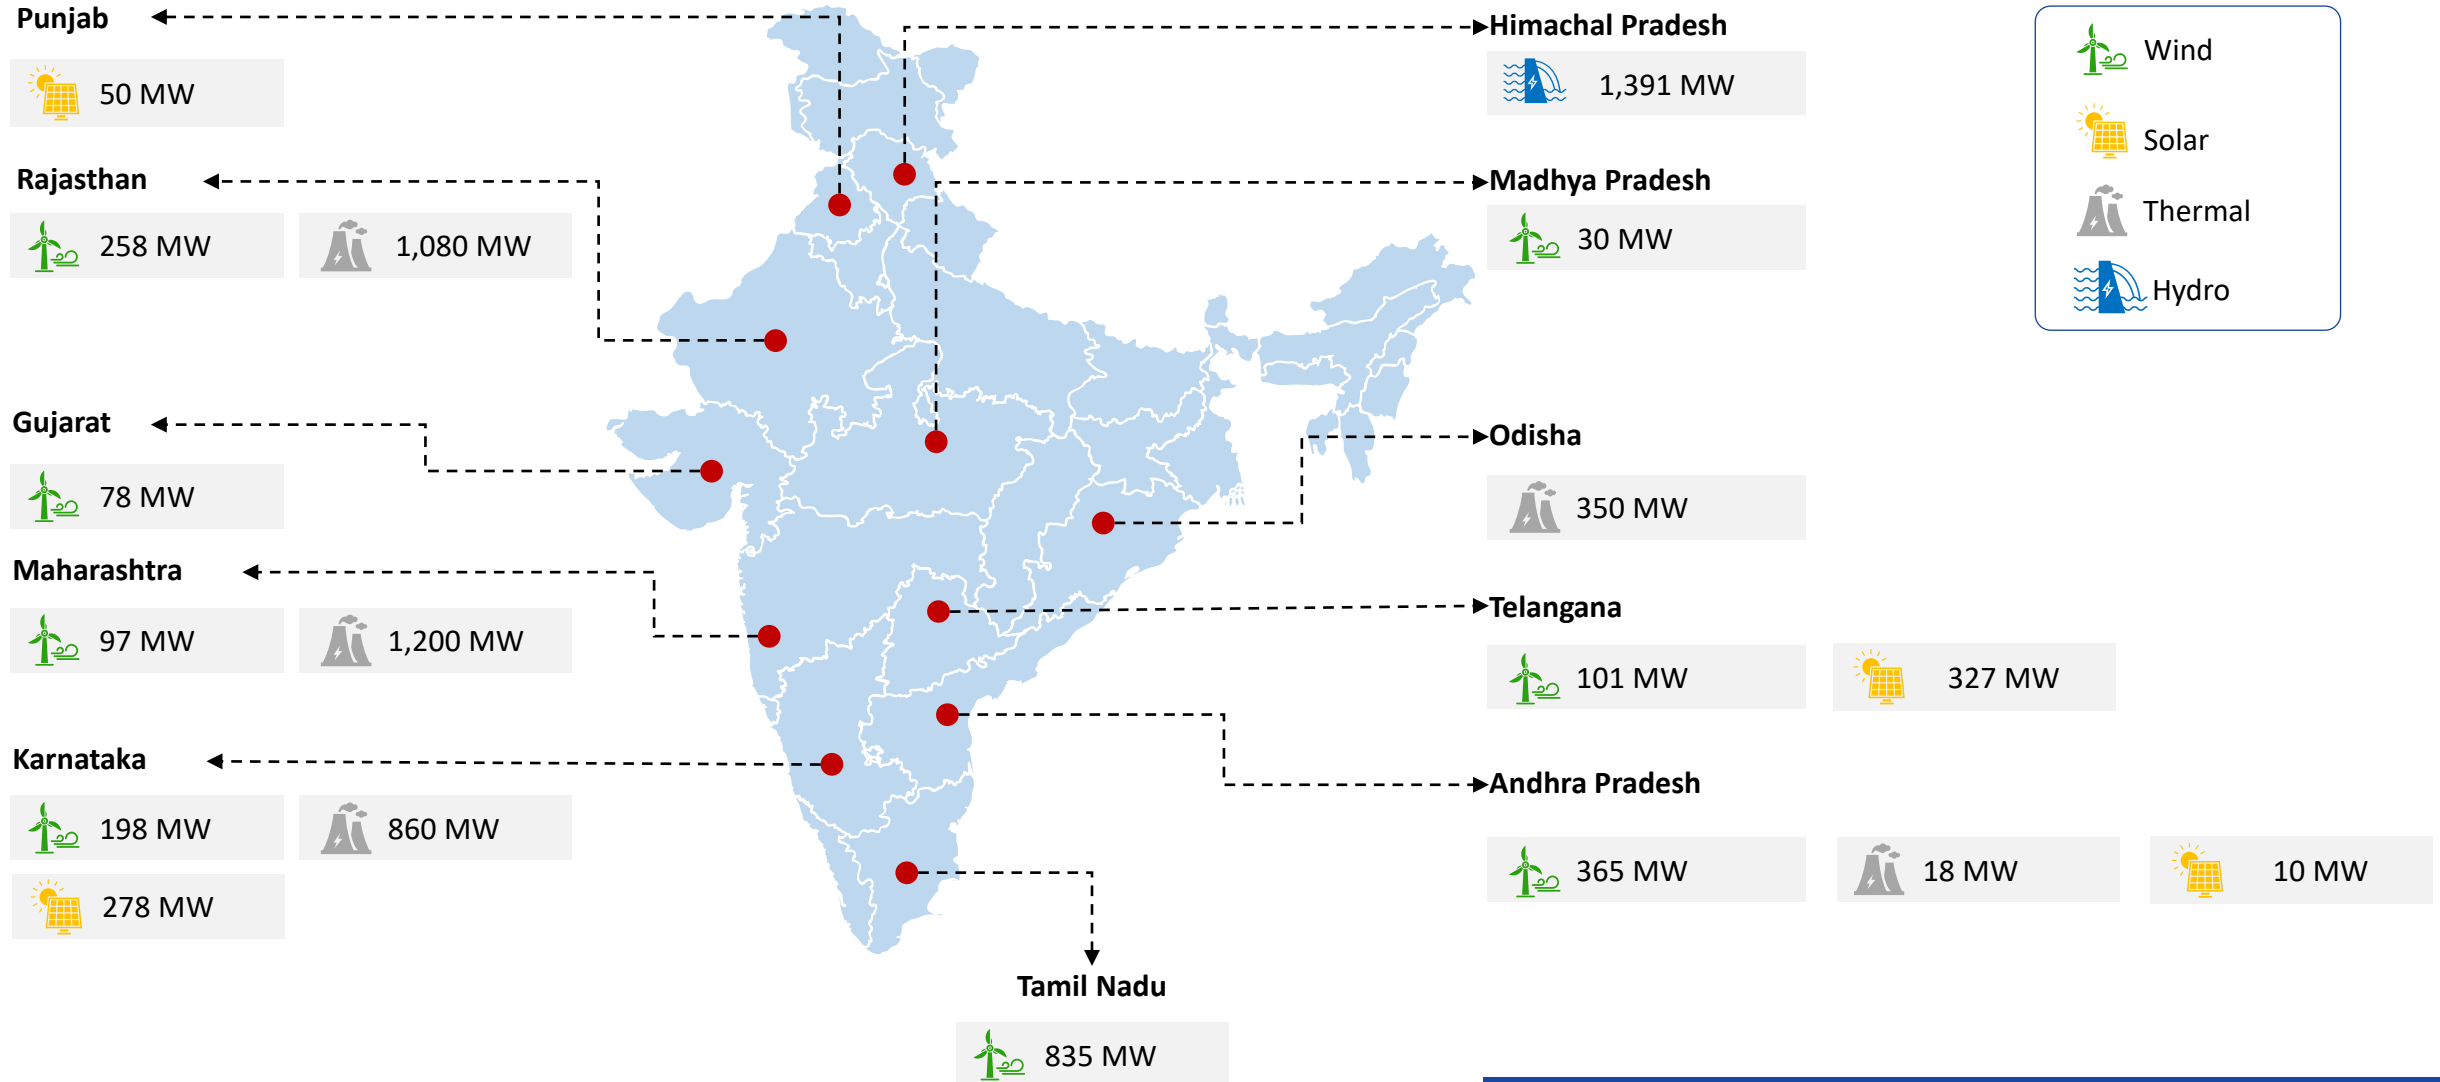 Punjab
50 MW
Rajasthan
258 MW
1,080 MW
Gujarat
78 MW
Maharashtra
97 MW
1,200 MW
Karnataka
198 MW
860 MW
278 MW
Tamil Nadu
835 MW
Himachal Pradesh
1,391 MW
Madhya Pradesh
30 MW
Odisha
350 MW
Telangana
101 MW
327 MW
Andhra Pradesh
365 MW
18 MW
10 MW
Wind
Solar
Thermal
Hydro